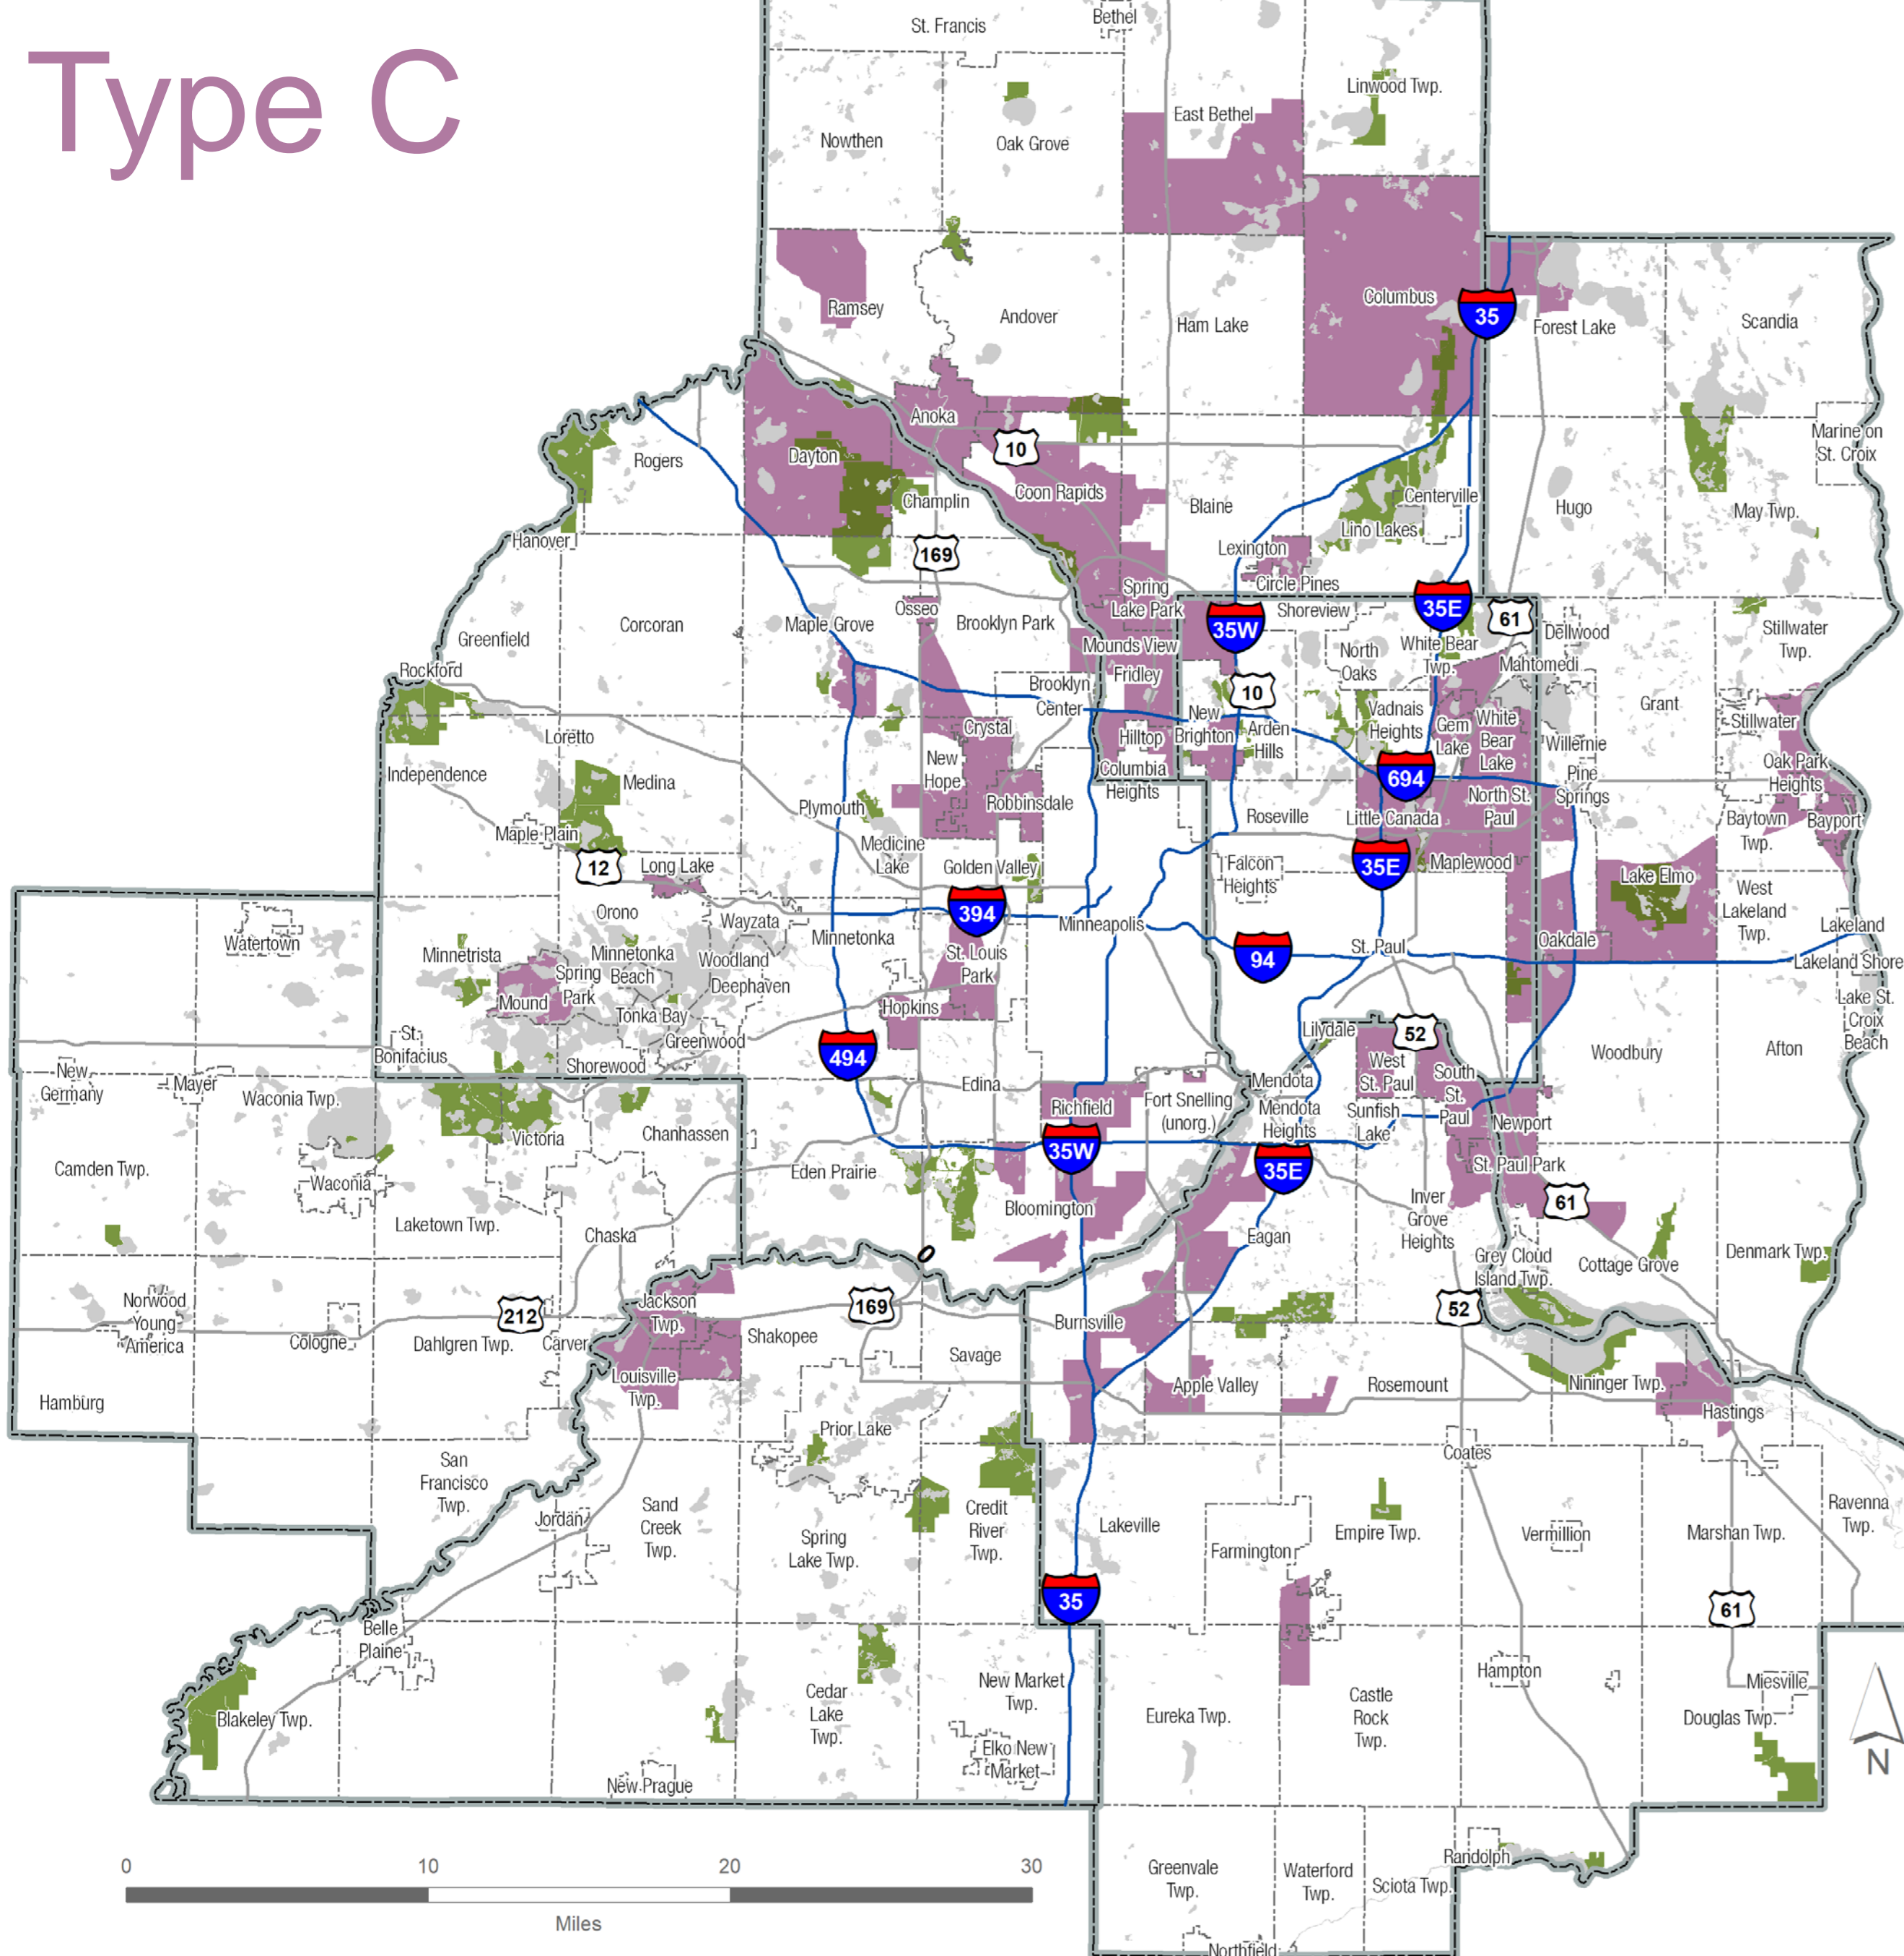 Type C
St. Francis
Bethel
Linwood Twp.
East Bethel
Nowthen
Oak Grove
Columbus
35
Ramsey
Andover
Ham Lake
Forest Lake
Scandia
Anoka
10
Marine on
St. Croix
Rogers
Dayton
Champlin
Coon Rapids
Blaine
Centerville
Lino Lakes
Hugo
May Twp.
Hanover
169
Lexington
Circle Pines
Spring
Lake Park
Osseo
35W
Shoreview
35E
61
Dellwood
Stillwater
Twp.
Greenfield
Corcoran
Maple Grove
Brooklyn Park
Mounds View
North
Oaks
White Bear
Twp.
Mahtomedi
Rockford
Brooklyn
Center
Fridley
10
Grant
Stillwater
Loretto
Crystal
Hilltop
New
Brighton
Arden
Hills
Vadnais
Heights
Gem
Lake
White
Bear
Lake
Willernie
Independence
Medina
New
Hope
Columbia
Heights
694
Pine
Springs
Oak Park
Heights
Maple Plain
Plymouth
Robbinsdale
Roseville
Little Canada
North St.
Paul
Baytown
Twp.
Bayport
12
Long Lake
Medicine
Lake
Golden Valley
Falcon
Heights
35E
Maplewood
Lake Elmo
West
Lakeland
Twp.
Orono
Wayzata
394
Minneapolis
Lakeland
Watertown
Minnetrista
Minnetonka
Beach
Woodland
Minnetonka
St. Louis
Park
94
St. Paul
Oakdale
Lakeland Shores
Mound
Spring
Park
Deephaven
Tonka Bay
Hopkins
Lake St.
Croix
Beach
St.
Bonifacius
Greenwood
Shorewood
494
Lilydale
52
Woodbury
Afton
New
Germany
Mayer
Waconia Twp.
Edina
Richfield
Fort Snelling
(unorg.)
Mendota
West
St. Paul
South
St.
Paul
Mendota
Heights
Sunfish
Lake
Newport
Victoria
Chanhassen
Camden Twp.
Waconia
Eden Prairie
35W
35E
St. Paul Park
61
Laketown Twp.
Chaska
Bloomington
Eagan
Inver
Grove
Heights
Grey Cloud
Island Twp.
Cottage Grove
Denmark Twp.
0
Norwood
Young
America
Cologne
212
Dahlgren Twp.
Carver
Jackson
Twp.
Shakopee
169
Burnsville
52
Savage
Hamburg
Louisville
Twp.
Apple Valley
Rosemount
Nininger Twp.
Hastings
Prior Lake
Coates
San
Francisco
Twp.
Jordan
Sand
Creek
Twp.
Spring
Lake Twp.
Credit
River
Twp.
Lakeville
Farmington
Empire Twp.
Vermillion
Marshan Twp.
Ravenna
Twp.
35
61
Belle
Plaine
Blakeley Twp.
Cedar
Lake
Twp.
New Market
Twp.
Elko New
Market
New Prague
Eureka Twp.
Castle
Rock
Twp.
Hampton
Miesville
Douglas Twp.
N
Randolph
Greenvale
Twp.
Waterford
Twp.
Sciota Twp.
Northfield
0 10 20 30
Miles